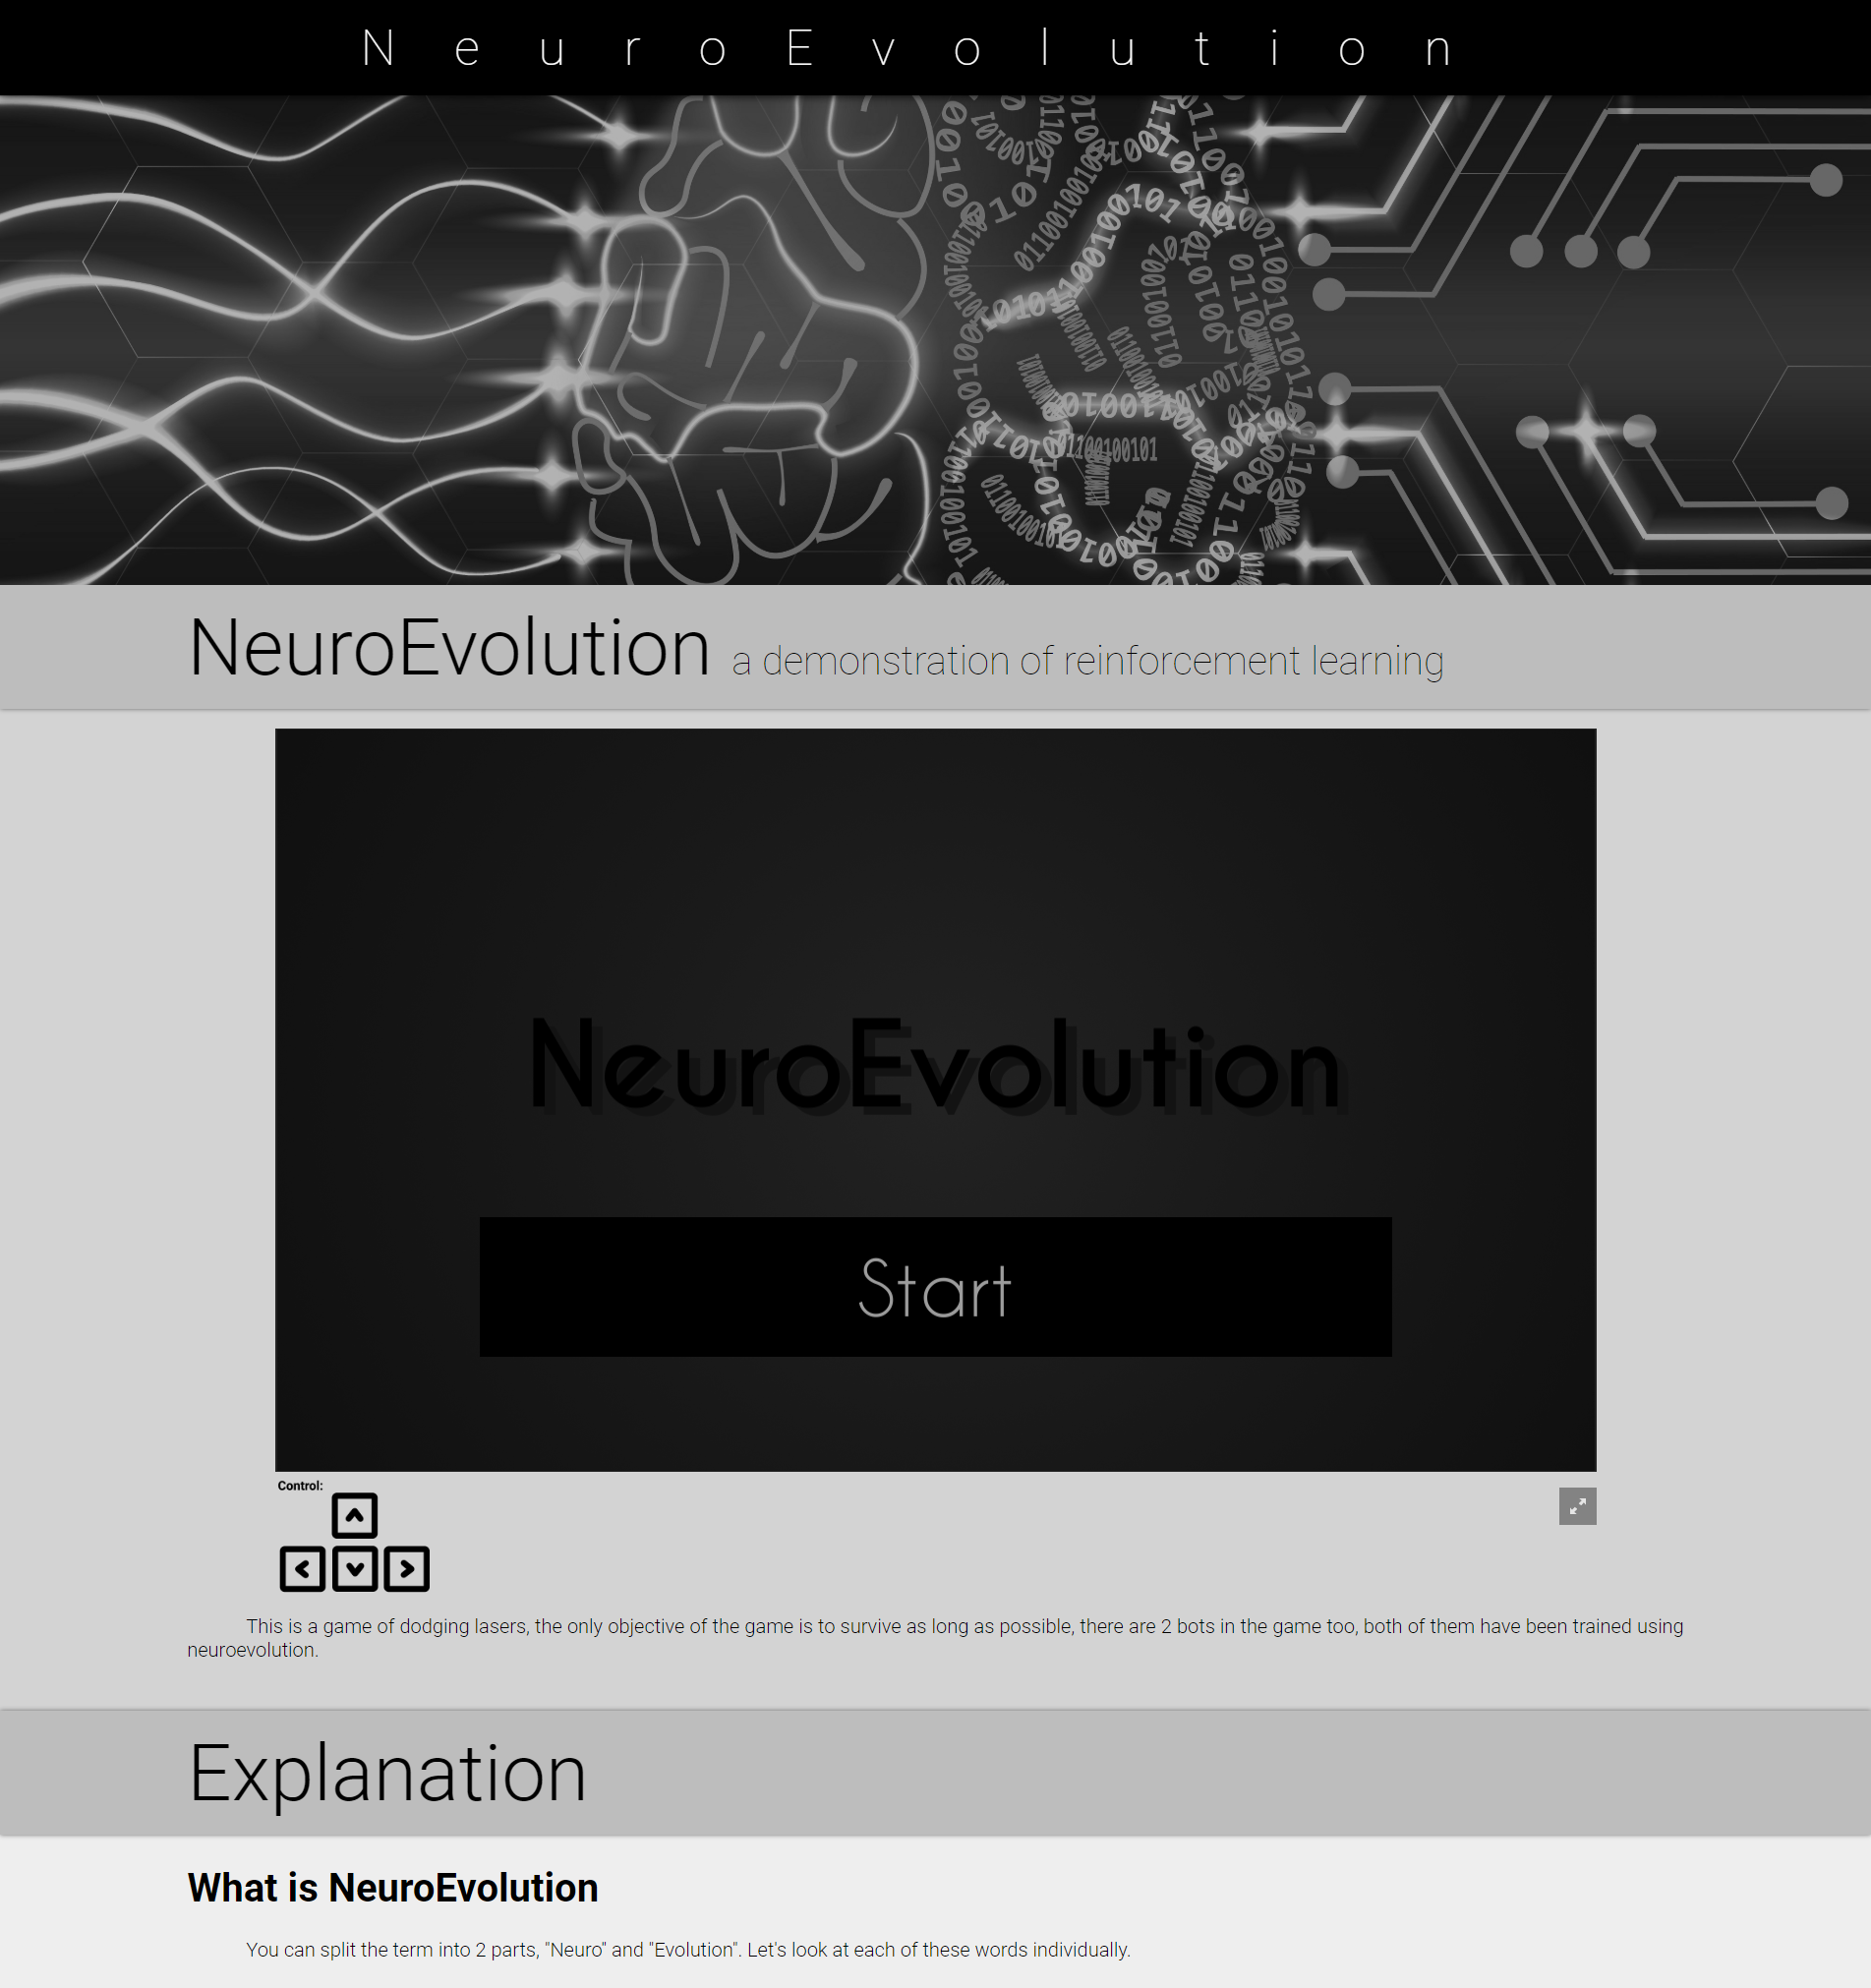 NeuroEvolution
NeuroEvolution a demonstration of reinforcement learning
NeuroEvolution
Start
Control:
This is a game of dodging lasers, the only objective of the game is to survive as long as possible, there are 2 bots in the game too, both of them have been trained using
neuroevolution.
Explanation
What is NeuroEvolution
You can split the term into 2 parts, "Neuro" and "Evolution". Let's look at each of these words individually.